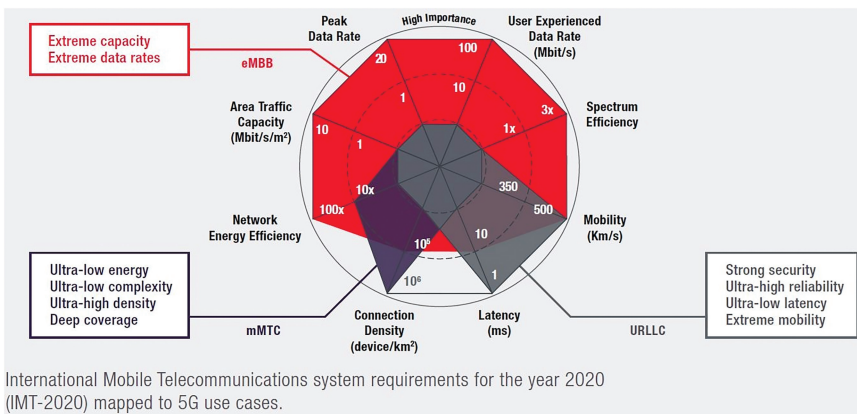 Peak
Data Rate
High Importance
User Experienced
Data Rate
(Mbit/s)
Extreme capacity
Extreme data rates
eMBB
20
100
1
10
Area Traffic
Capacity
(Mbit/s/m²)
10
1
3x
1x
Spectrum
Efficiency
10x
100x
350
500
Network
Energy Efficiency
Mobility
(Km/s)
10⁵
10
10⁶
1
Ultra-low energy
Ultra-low complexity
Ultra-high density
Deep coverage
mMTC
Connection
Density
(device/km²)
Latency
(ms)
URLLC
Strong security
Ultra-high reliability
Ultra-low latency
Extreme mobility
International Mobile Telecommunications system requirements for the year 2020
(IMT-2020) mapped to 5G use cases.